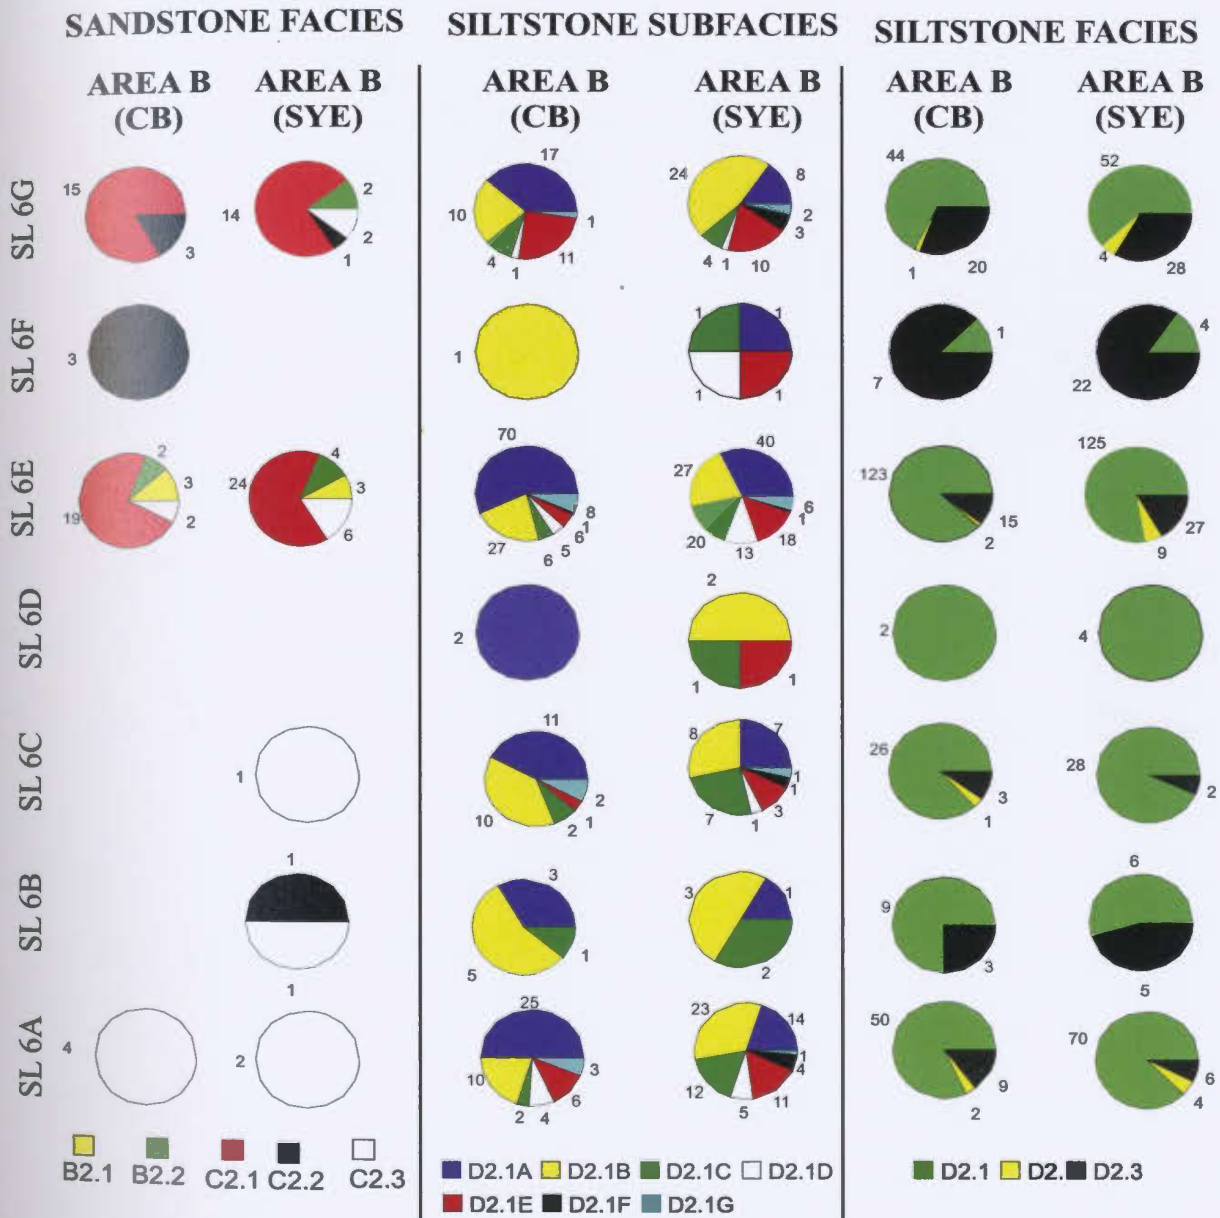 SANDSTONE FACIES SILTSTONE SUBFACIES SILTSTONE FACIES
AREA B (CB) AREA B (SYE) AREA B (CB) AREA B (SYE) AREA B (CB) AREA B (SYE)
SL 6G
15 3
14 2 2 1
17 10 4 1 11 1
24 8 2 3 10 1 4
44 1 20
52 4 28
SL 6F
3
1
1 1 1 1
7 1
22 4
SL 6E
19 2 3 2
24 4 3 6
70 27 6 5 6 1 8
40 27 20 13 18 1 6
123 15 2
125 27 9
SL 6D
2
2 1 1
2
4
SL 6C
1
11 10 2 1 2
8 7 7 1 3 1 1
26 3 1
28 2
SL 6B
1 1
3 5 1
3 1 2
9 3
6 5
SL 6A
4
2
25 10 2 4 6 3
23 14 12 5 11 4 1
50 9 2
70 6 4
B2.1 B2.2 C2.1 C2.2 C2.3
D2.1A D2.1B D2.1C D2.1D
D2.1E D2.1F D2.1G
D2.1 D2. D2.3